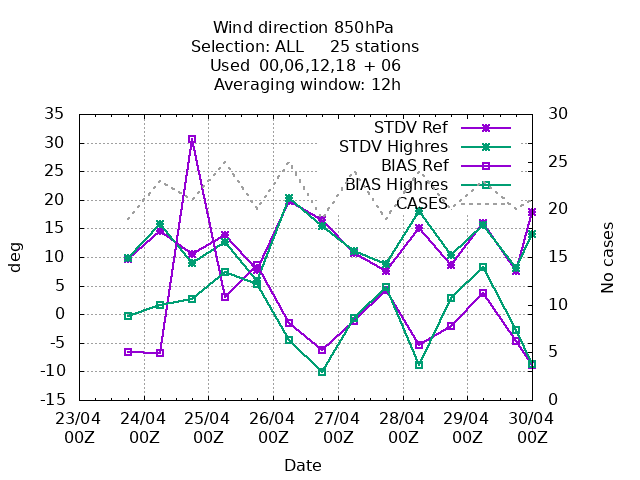 Wind direction 850hPa
Selection: ALL     25 stations
Used 00,06,12,18 + 06
Averaging window: 12h
STDV Ref
STDV Highres
BIAS Ref
BIAS Highres
CASES
35
30
25
20
15
10
5
0
-5
-10
-15
deg
30
25
20
15
10
5
0
No cases
23/04 24/04 25/04 26/04 27/04 28/04 29/04 30/04
00Z 00Z 00Z 00Z 00Z 00Z 00Z 00Z
Date